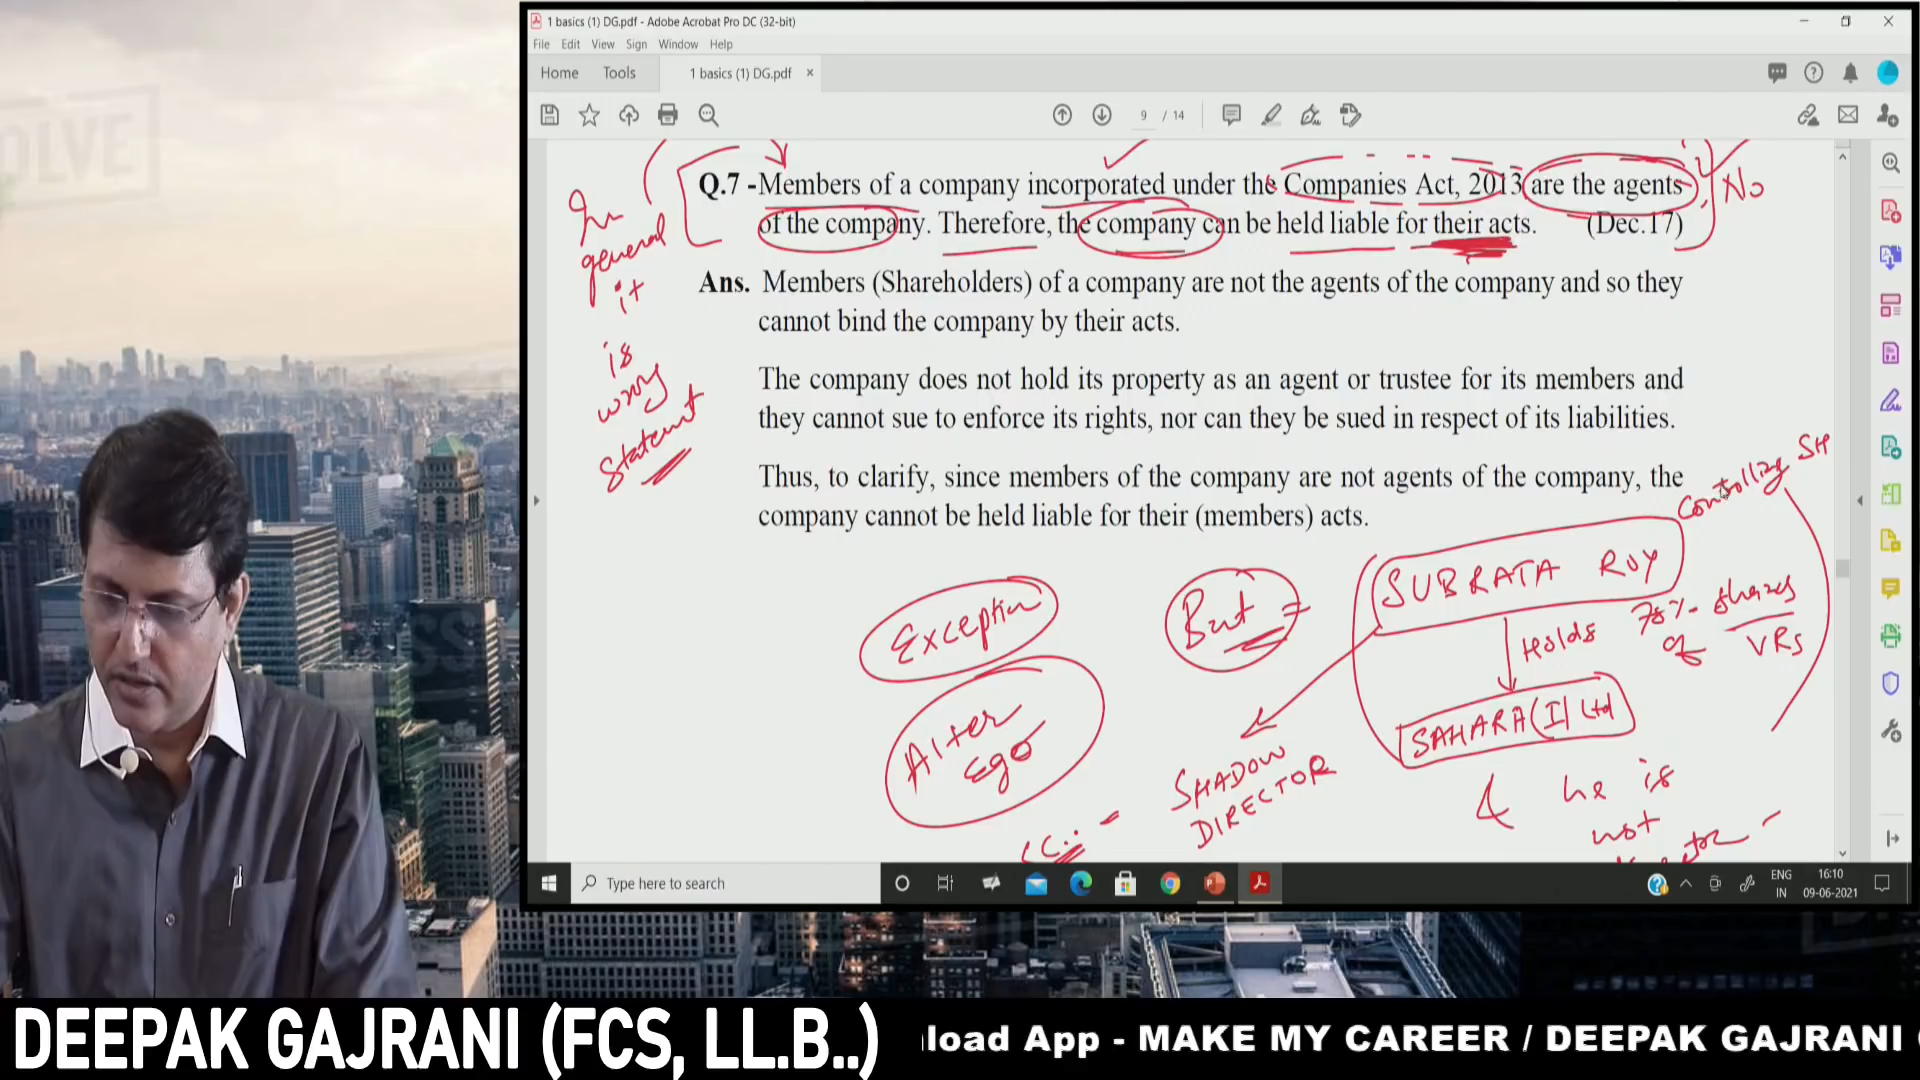 1 basics (1) DG.pdf - Adobe Acrobat Pro DC (32-bit)
File Edit View Sign Window Help
Home Tools 1 basics (1) DG.pdf ×
9 / 14
Q.7 -Members of a company incorporated under the Companies Act, 2013 are the agents
of the company. Therefore, the company can be held liable for their acts. (Dec.17)
No
In
general
it
is
wrong
statement
Ans. Members (Shareholders) of a company are not the agents of the company and so they
cannot bind the company by their acts.
The company does not hold its property as an agent or trustee for its members and
they cannot sue to enforce its rights, nor can they be sued in respect of its liabilities.
Thus, to clarify, since members of the company are not agents of the company, the
company cannot be held liable for their (members) acts.
Controlling SH
Exception
But =
SUBRATA ROY
Holds
75% shares
of VRs
Alter
Ego
SAHARA (I) Ltd
SHADOW
DIRECTOR
& he is
not
Type here to search
ENG
IN
16:10
09-06-2021
DEEPAK GAJRANI (FCS, LL.B..)
nload App - MAKE MY CAREER / DEEPAK GAJRANI